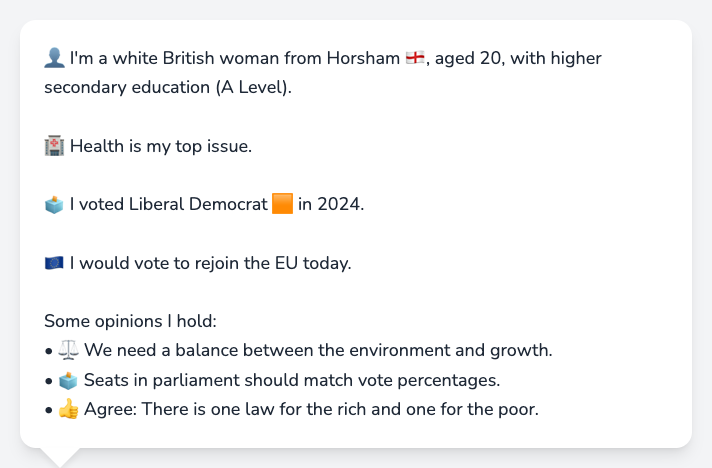 👤 I'm a white British woman from Horsham 🏴󠁧󠁢󠁥󠁮󠁧󠁿, aged 20, with higher
secondary education (A Level).
🏥 Health is my top issue.
🗳️ I voted Liberal Democrat 🟧 in 2024.
🇪🇺 I would vote to rejoin the EU today.
Some opinions I hold:
• ⚖️ We need a balance between the environment and growth.
• 🗳️ Seats in parliament should match vote percentages.
• 👍 Agree: There is one law for the rich and one for the poor.